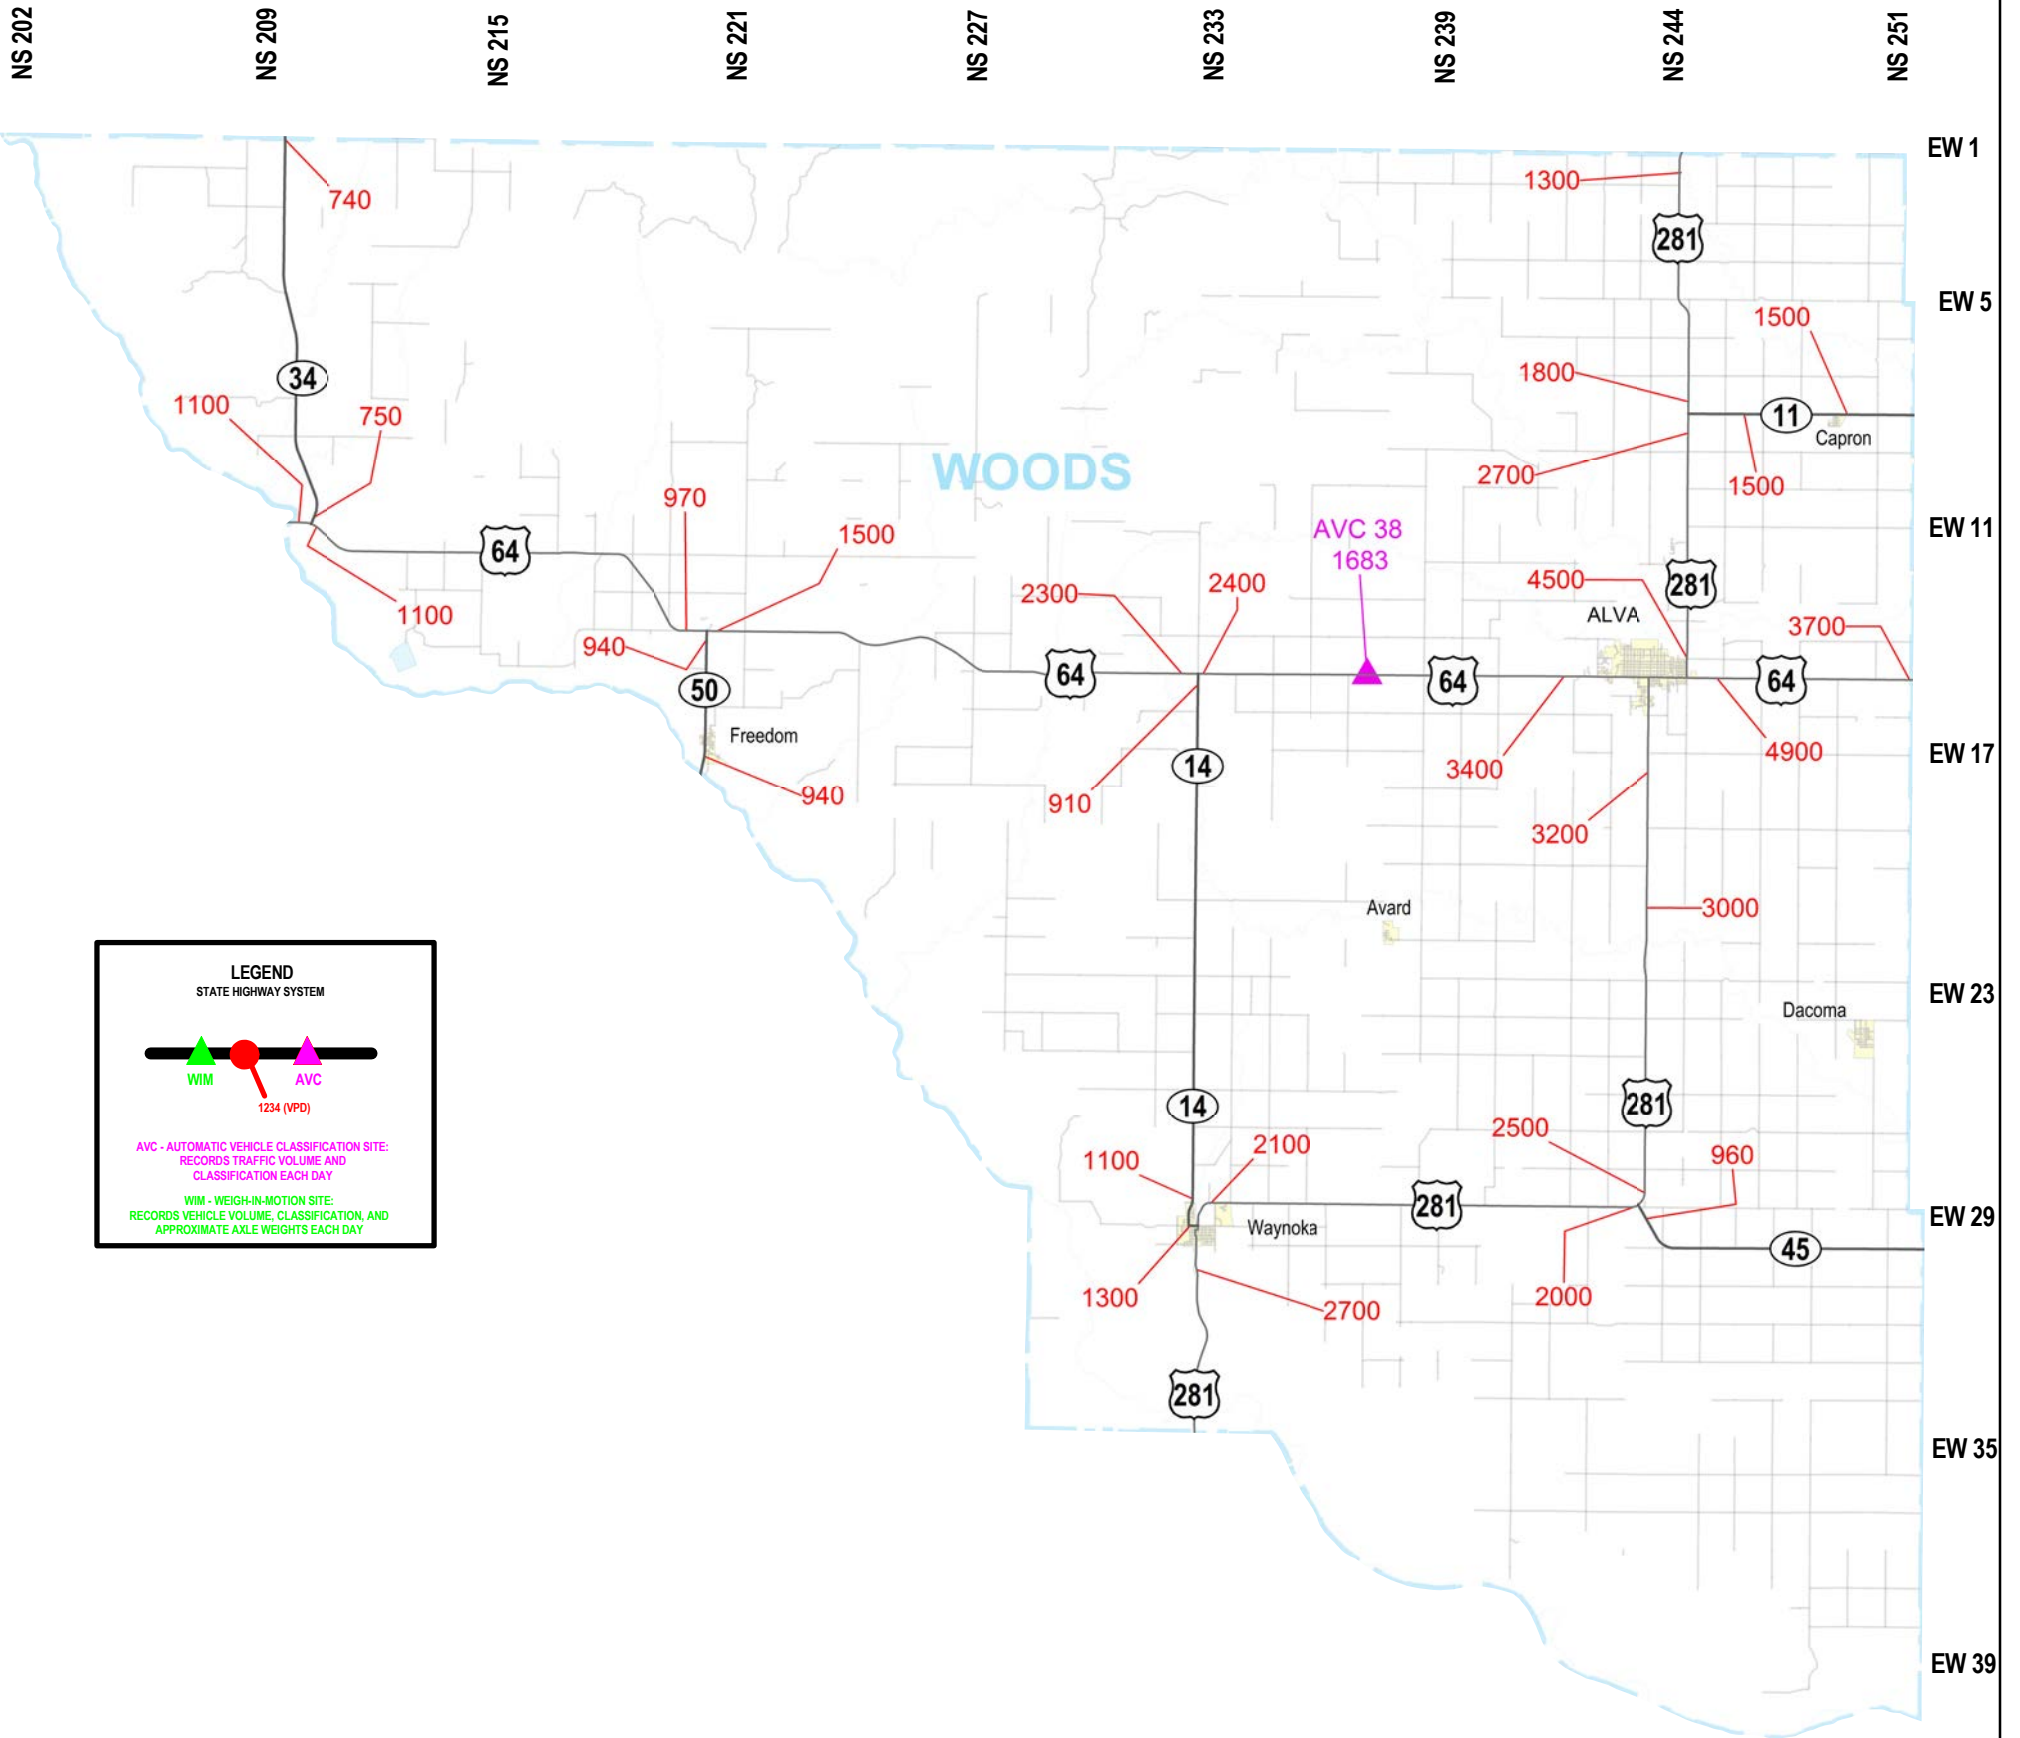 NS 202
NS 209
NS 215
NS 221
NS 227
NS 233
NS 239
NS 244
NS 251
EW 1
740
1300
281
EW 5
1500
34
1800
1100
750
11
Capron
WOODS
2700
1500
970
AVC 38
1683
EW 11
1500
64
4500
281
2300
2400
1100
ALVA
3700
940
64
64
64
50
Freedom
3400
4900
EW 17
14
940
910
3200
Avard
3000
LEGEND
STATE HIGHWAY SYSTEM
WIM
AVC
1234 (VPD)
AVC - AUTOMATIC VEHICLE CLASSIFICATION SITE:
RECORDS TRAFFIC VOLUME AND
CLASSIFICATION EACH DAY
WIM - WEIGH-IN-MOTION SITE:
RECORDS VEHICLE VOLUME, CLASSIFICATION, AND
APPROXIMATE AXLE WEIGHTS EACH DAY
EW 23
Dacoma
14
281
2500
1100
2100
960
281
EW 29
Waynoka
45
1300
2700
2000
281
EW 35
EW 39